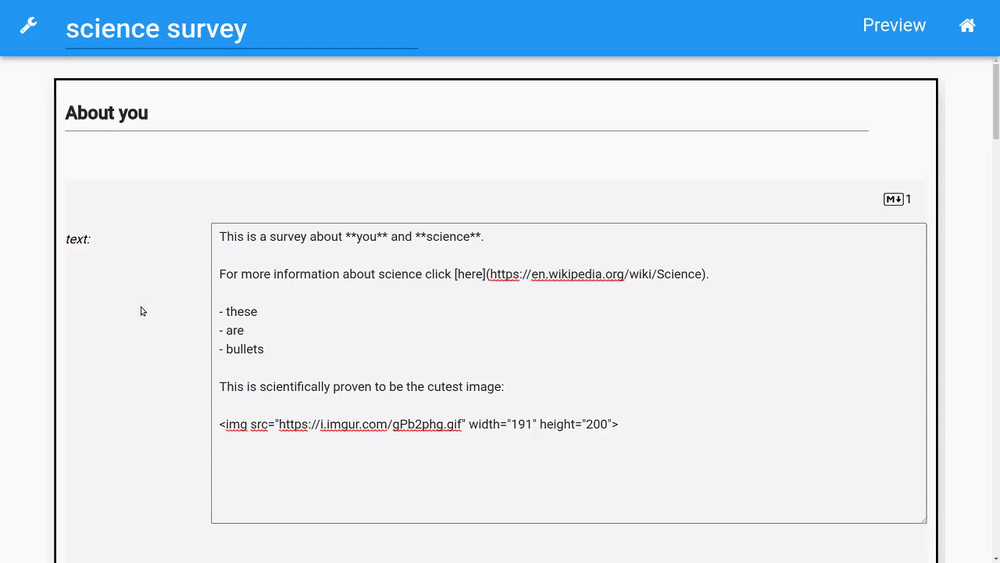 science survey
Preview
About you
M 1
text:
This is a survey about **you** and **science**.
For more information about science click [here](https://en.wikipedia.org/wiki/Science).
- these
- are
- bullets
This is scientifically proven to be the cutest image:
<img src="https://i.imgur.com/gPb2phg.gif" width="191" height="200">